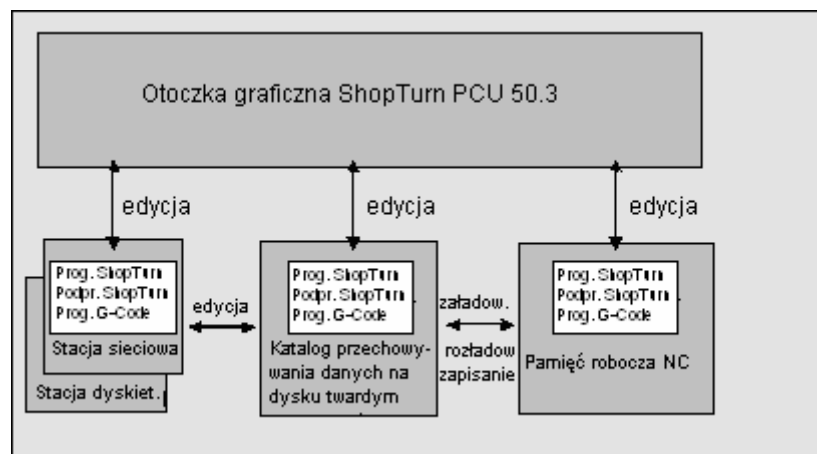 Otoczka graficzna ShopTurn PCU 50.3
edycja
edycja
edycja
Prog. ShopTurn
Podpr. ShopTurn
Prog. G-Code
Stacja sieciowa
Stacja dyskiet.
edycja
Prog. ShopTurn
Podpr. ShopTurn
Prog. G-Code
Katalog przechowy-
wania danych na
dysku twardym
załadow.
rozładow
zapisanie
Prog. ShopTurn
Podpr. ShopTurn
Prog. G-Code
Pamięć robocza NC